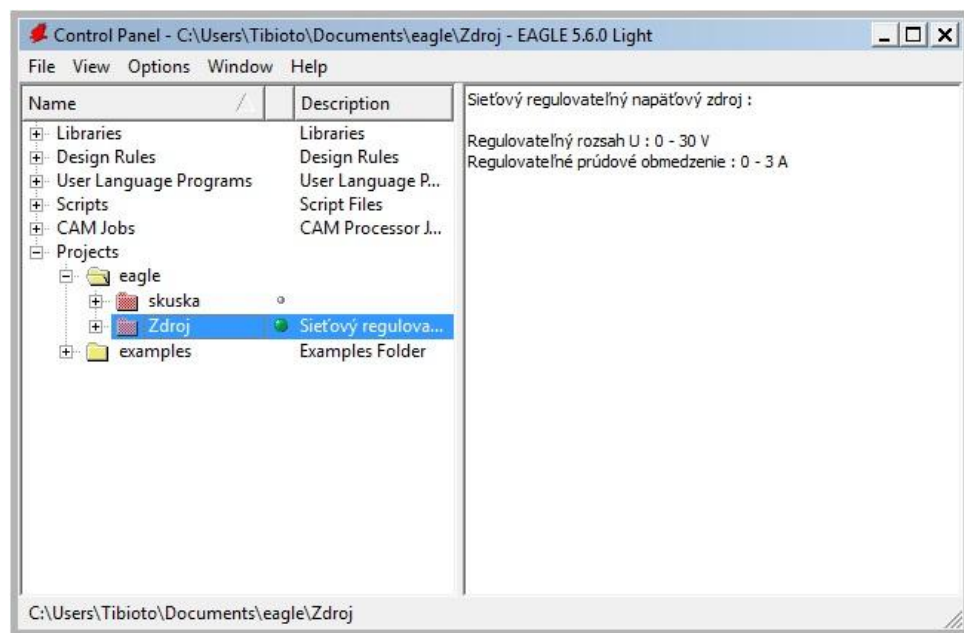 Control Panel - C:\Users\Tibioto\Documents\eagle\Zdroj - EAGLE 5.6.0 Light
File View Options Window Help
Name Description
Libraries Libraries
Design Rules Design Rules
User Language Programs User Language P...
Scripts Script Files
CAM Jobs CAM Processor J...
Projects
eagle
skuska
Zdroj Sieťový regulova...
examples Examples Folder
Sieťový regulovateľný napäťový zdroj :
Regulovateľný rozsah U : 0 - 30 V
Regulovateľné prúdové obmedzenie : 0 - 3 A
C:\Users\Tibioto\Documents\eagle\Zdroj